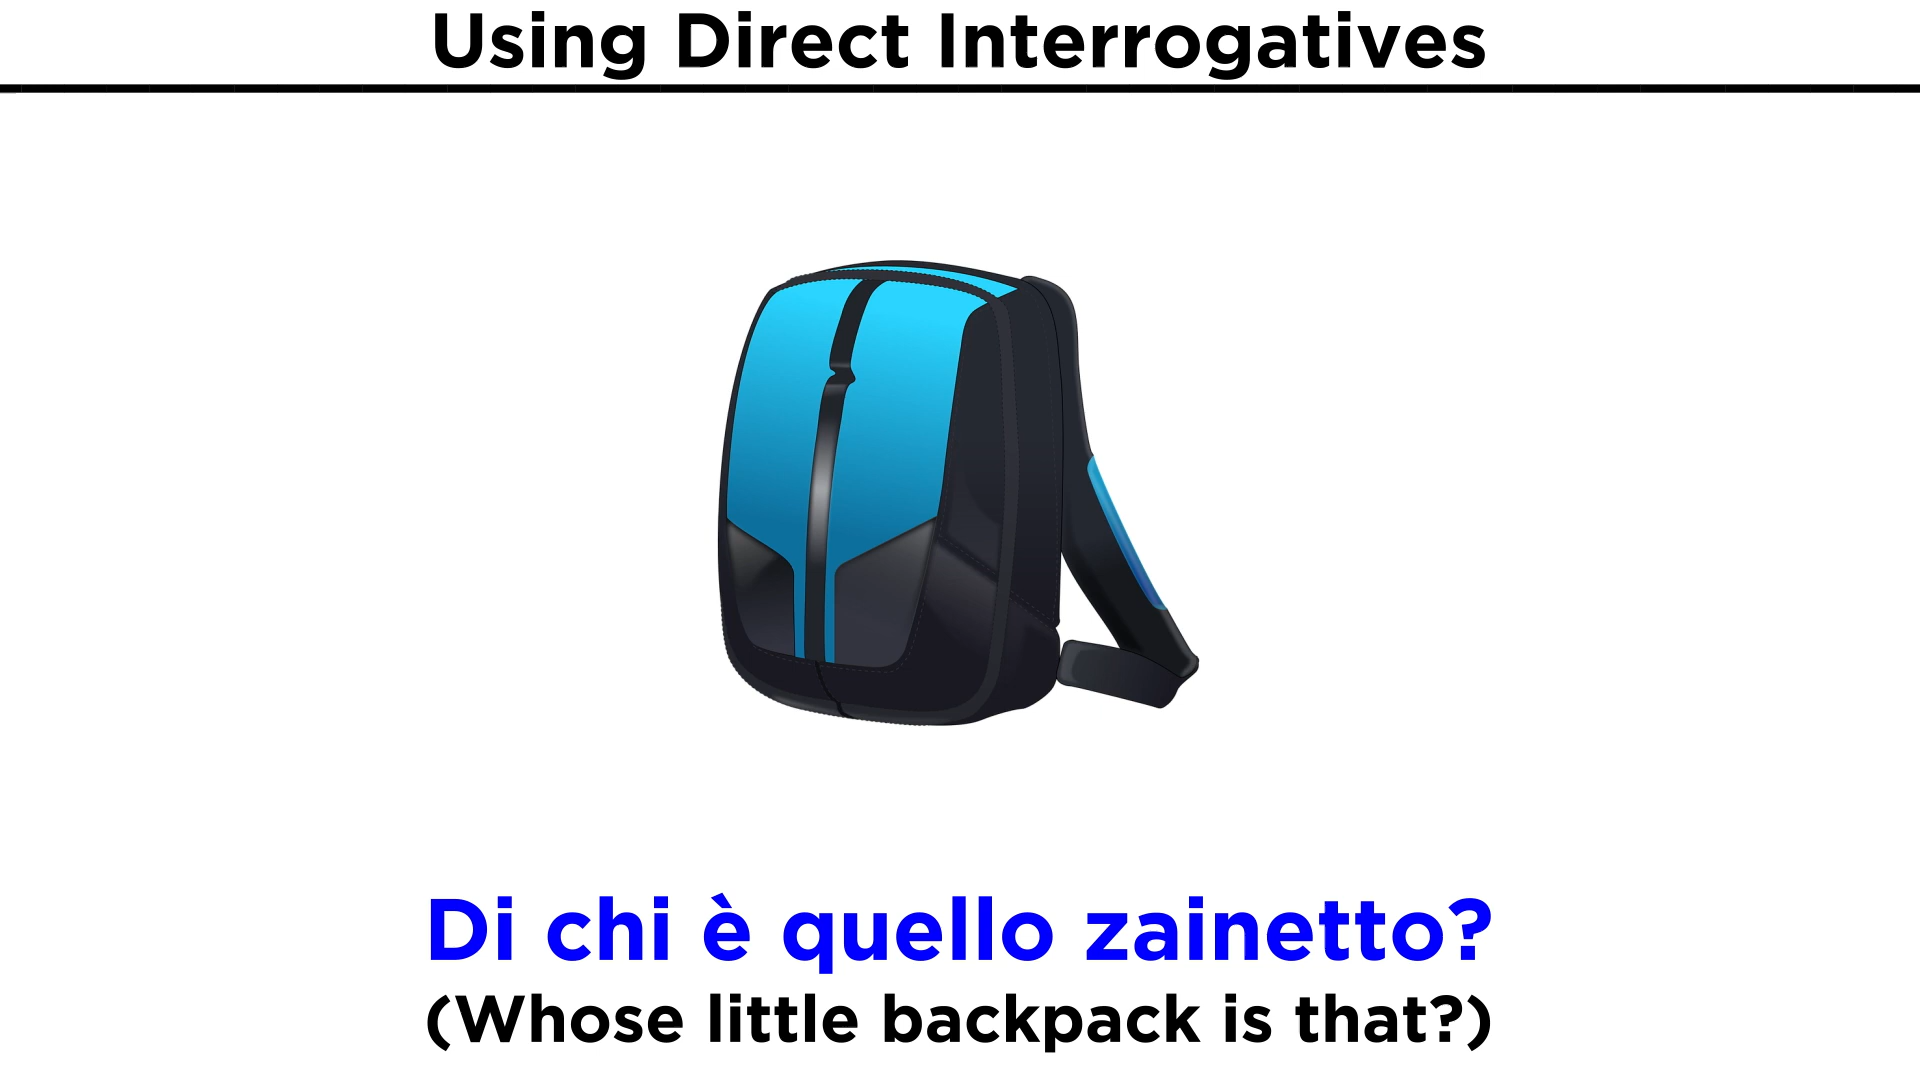 Using Direct Interrogatives
Di chi è quello zainetto?
(Whose little backpack is that?)